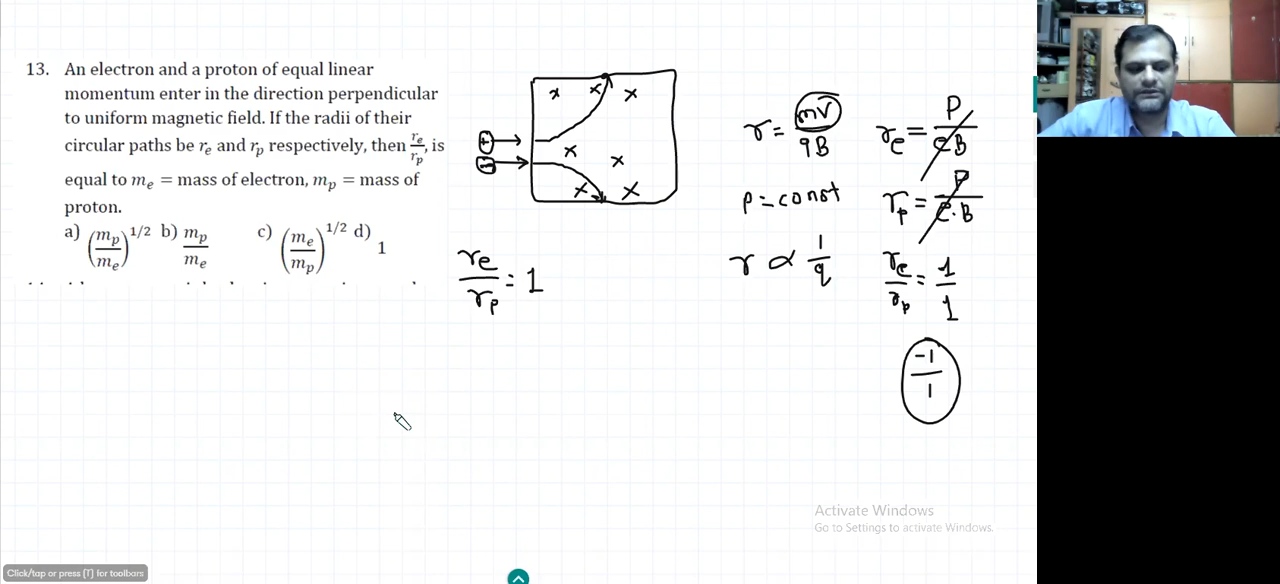 13. An electron and a proton of equal linear
momentum enter in the direction perpendicular
to uniform magnetic field. If the radii of their
circular paths be r_e and r_p respectively, then r_e/r_p, is
equal to m_e = mass of electron, m_p = mass of
proton.
a) (m_p/m_e)^1/2 b) m_p/m_e c) (m_e/m_p)^1/2 d) 1
+
−
x x x
x x
x x
r_e/r_p = 1
r = mv/qB
p = const
r ∝ 1/q
r_e = P/eB
r_p = P/e·B
r_e/r_p = 1/1
-1/1
Activate Windows
Go to Settings to activate Windows.
Click/tap or press [T] for toolbars